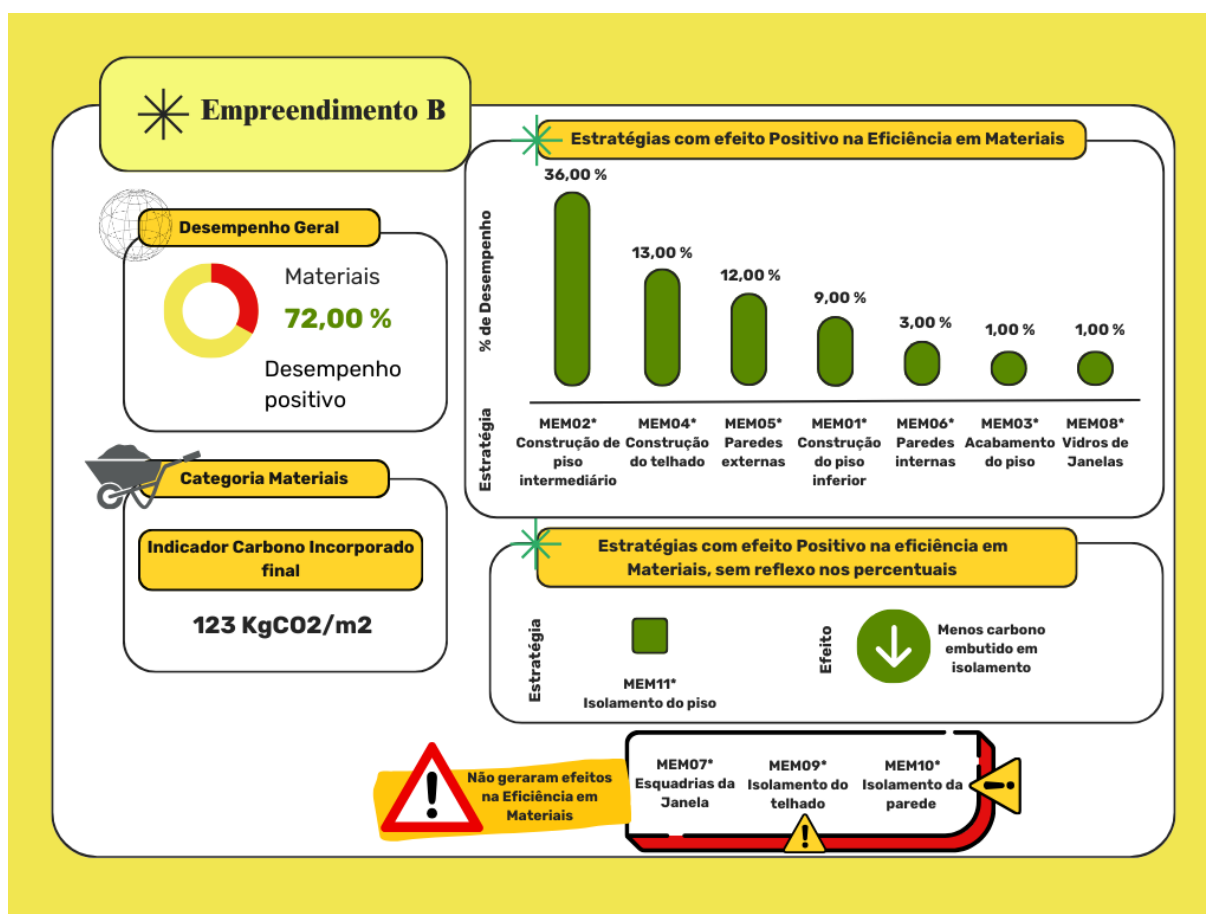 Empreendimento B
Desempenho Geral
Materiais
72,00 %
Desempenho
positivo
Categoria Materiais
Indicador Carbono Incorporado
final
123 KgCO2/m2
Estratégias com efeito Positivo na Eficiência em Materiais
% de Desempenho
36,00 %
13,00 %
12,00 %
9,00 %
3,00 %
1,00 %
1,00 %
Estratégia
MEM02*
Construção de
piso
intermediário
MEM04*
Construção
do telhado
MEM05*
Paredes
externas
MEM01*
Construção
do piso
inferior
MEM06*
Paredes
internas
MEM03*
Acabamento
do piso
MEM08*
Vidros de
Janelas
Estratégias com efeito Positivo na eficiência em
Materiais, sem reflexo nos percentuais
Estratégia
MEM11*
Isolamento do piso
Efeito
Menos carbono
embutido em
isolamento
Não geraram efeitos
na Eficiência em
Materiais
MEM07*
Esquadrias da
Janela
MEM09*
Isolamento do
telhado
MEM10*
Isolamento da
parede